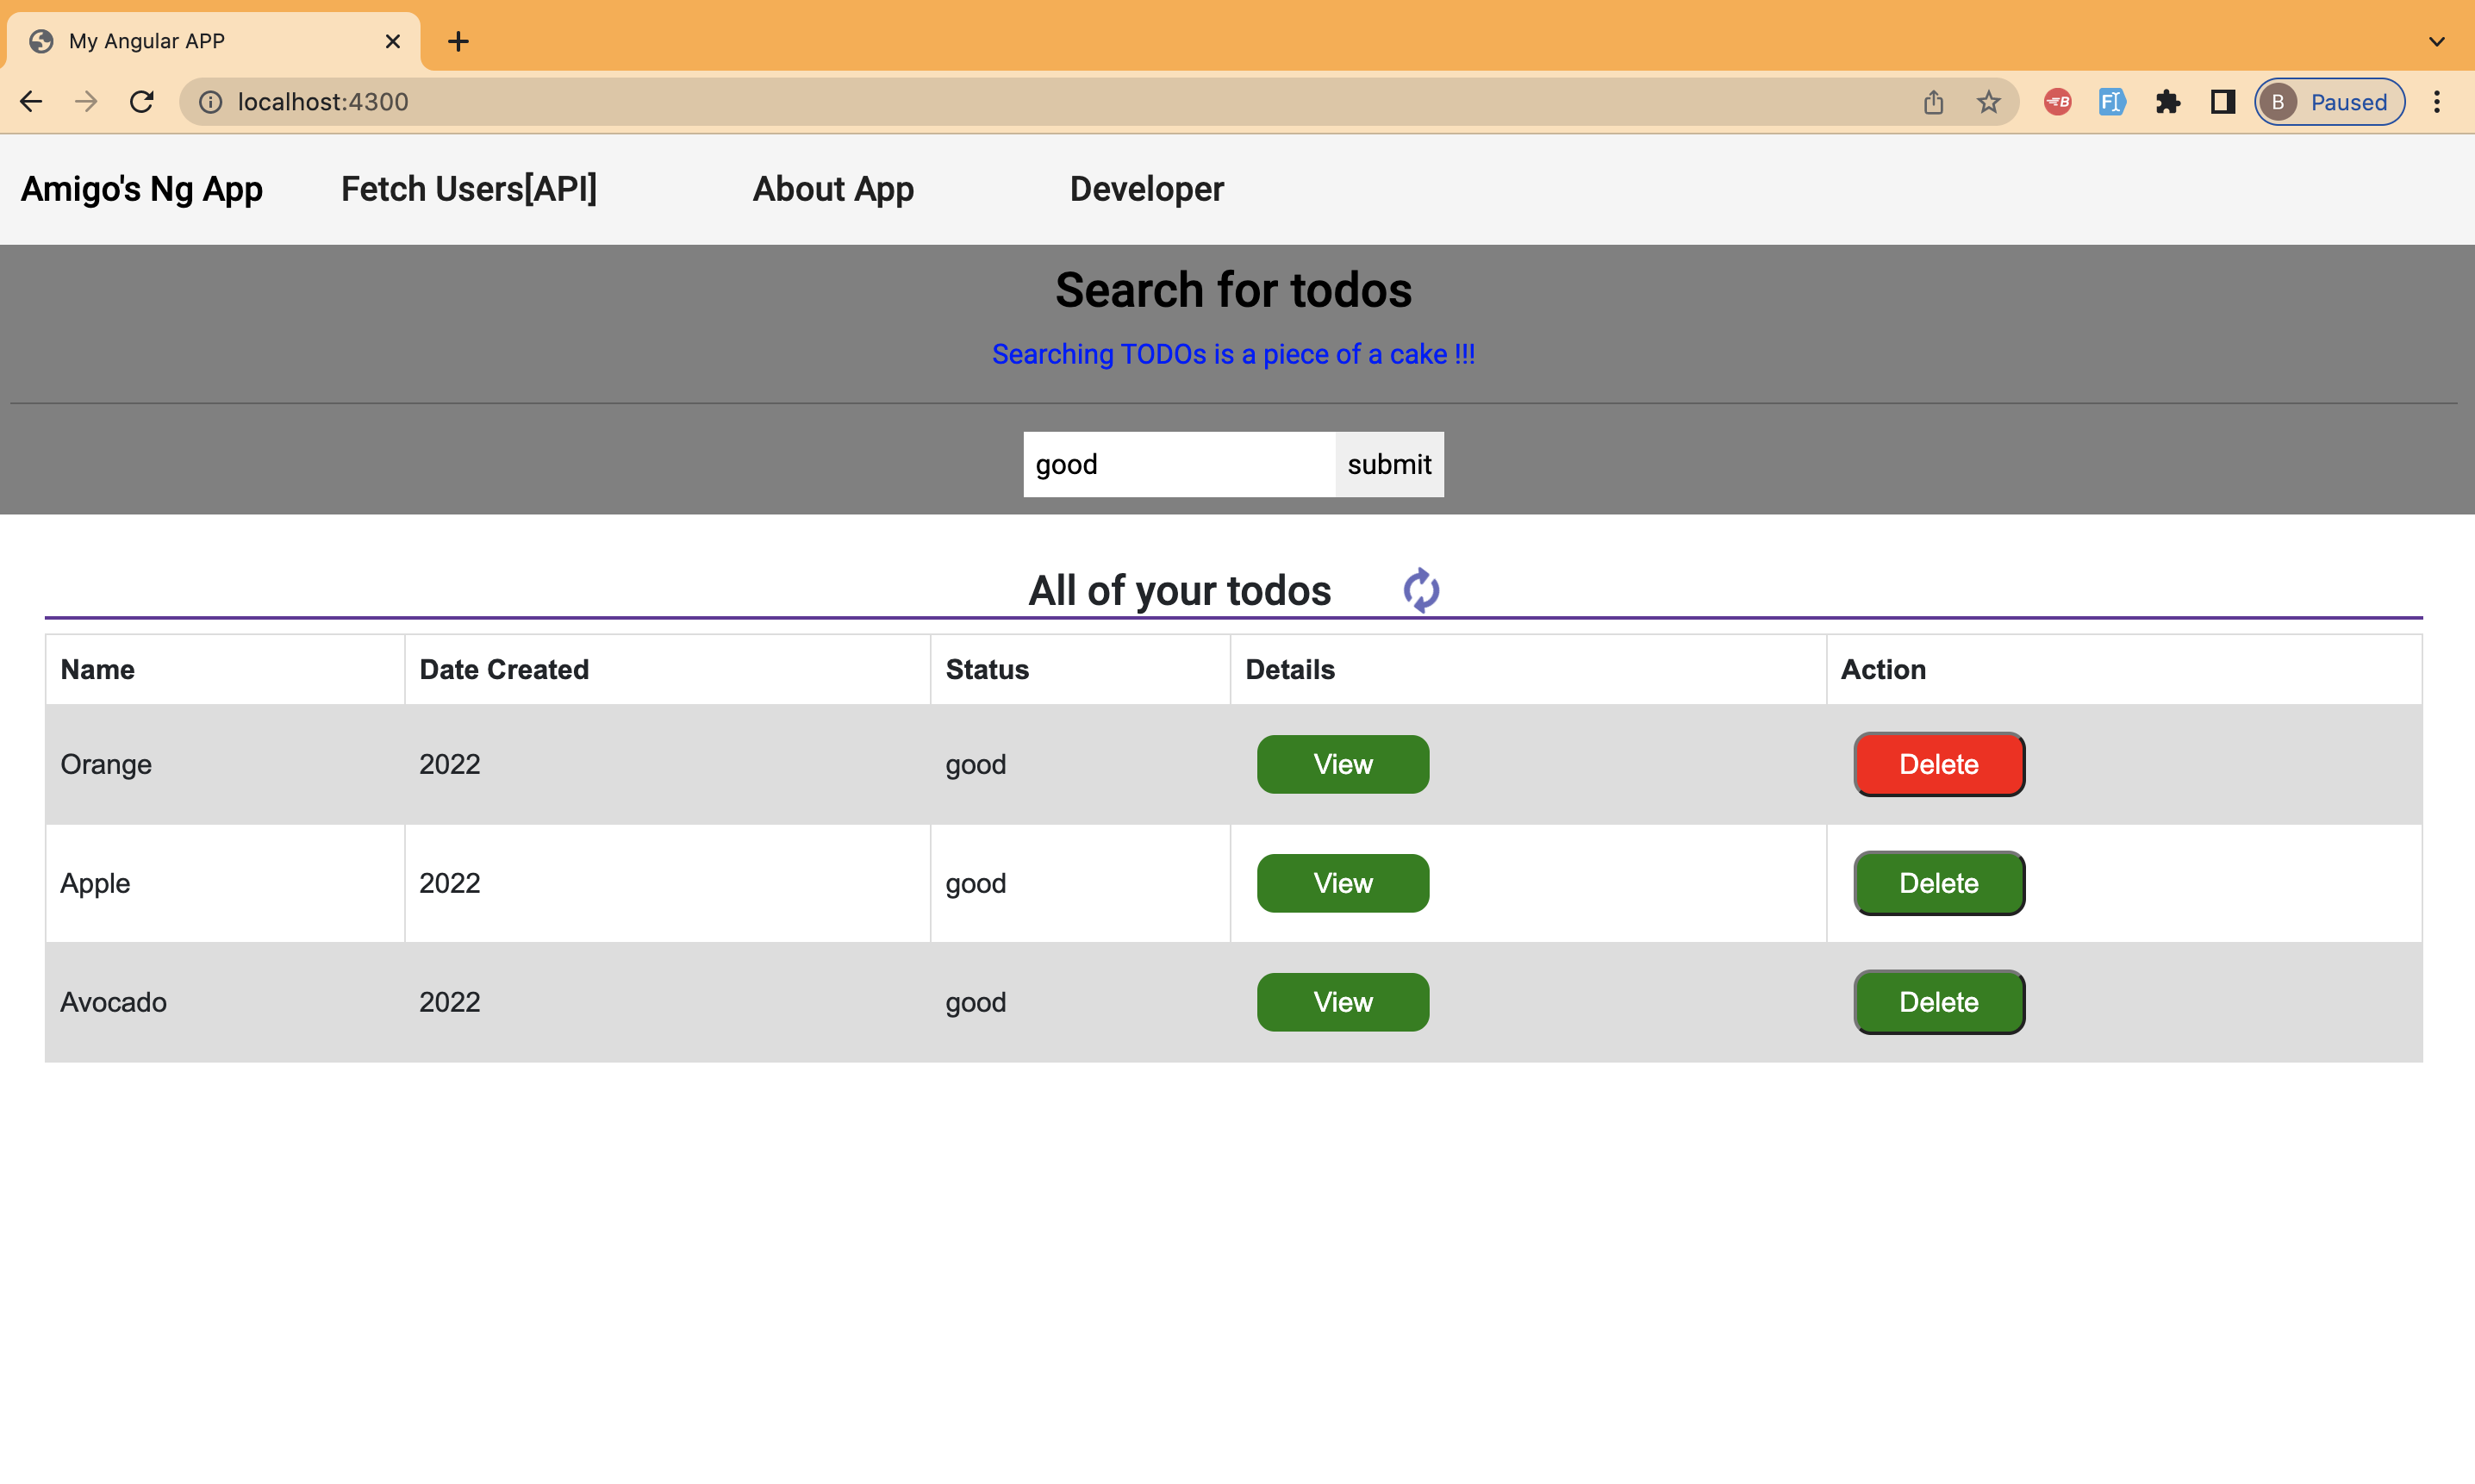 My Angular APP
localhost:4300
B Paused
Amigo's Ng App Fetch Users[API] About App Developer
Search for todos
Searching TODOs is a piece of a cake !!!
good submit
All of your todos
Name Date Created Status Details Action
Orange 2022 good View Delete
Apple 2022 good View Delete
Avocado 2022 good View Delete